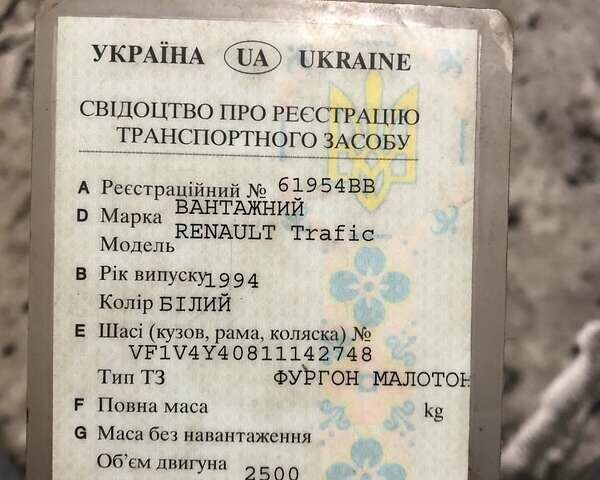 УКРАЇНА UA UKRAINE
СВІДОЦТВО ПРО РЕЄСТРАЦІЮ
ТРАНСПОРТНОГО ЗАСОБУ
A Реєстраційний № 61954ВВ
D Марка ВАНТАЖНИЙ
Модель RENAULT Trafic
B Рік випуску 1994
Колір БІЛИЙ
E Шасі (кузов, рама, коляска) №
VF1V4Y40811142748
Тип ТЗ ФУРГОН МАЛОТОН
F Повна маса kg
G Маса без навантаження
Об'єм двигуна 2500